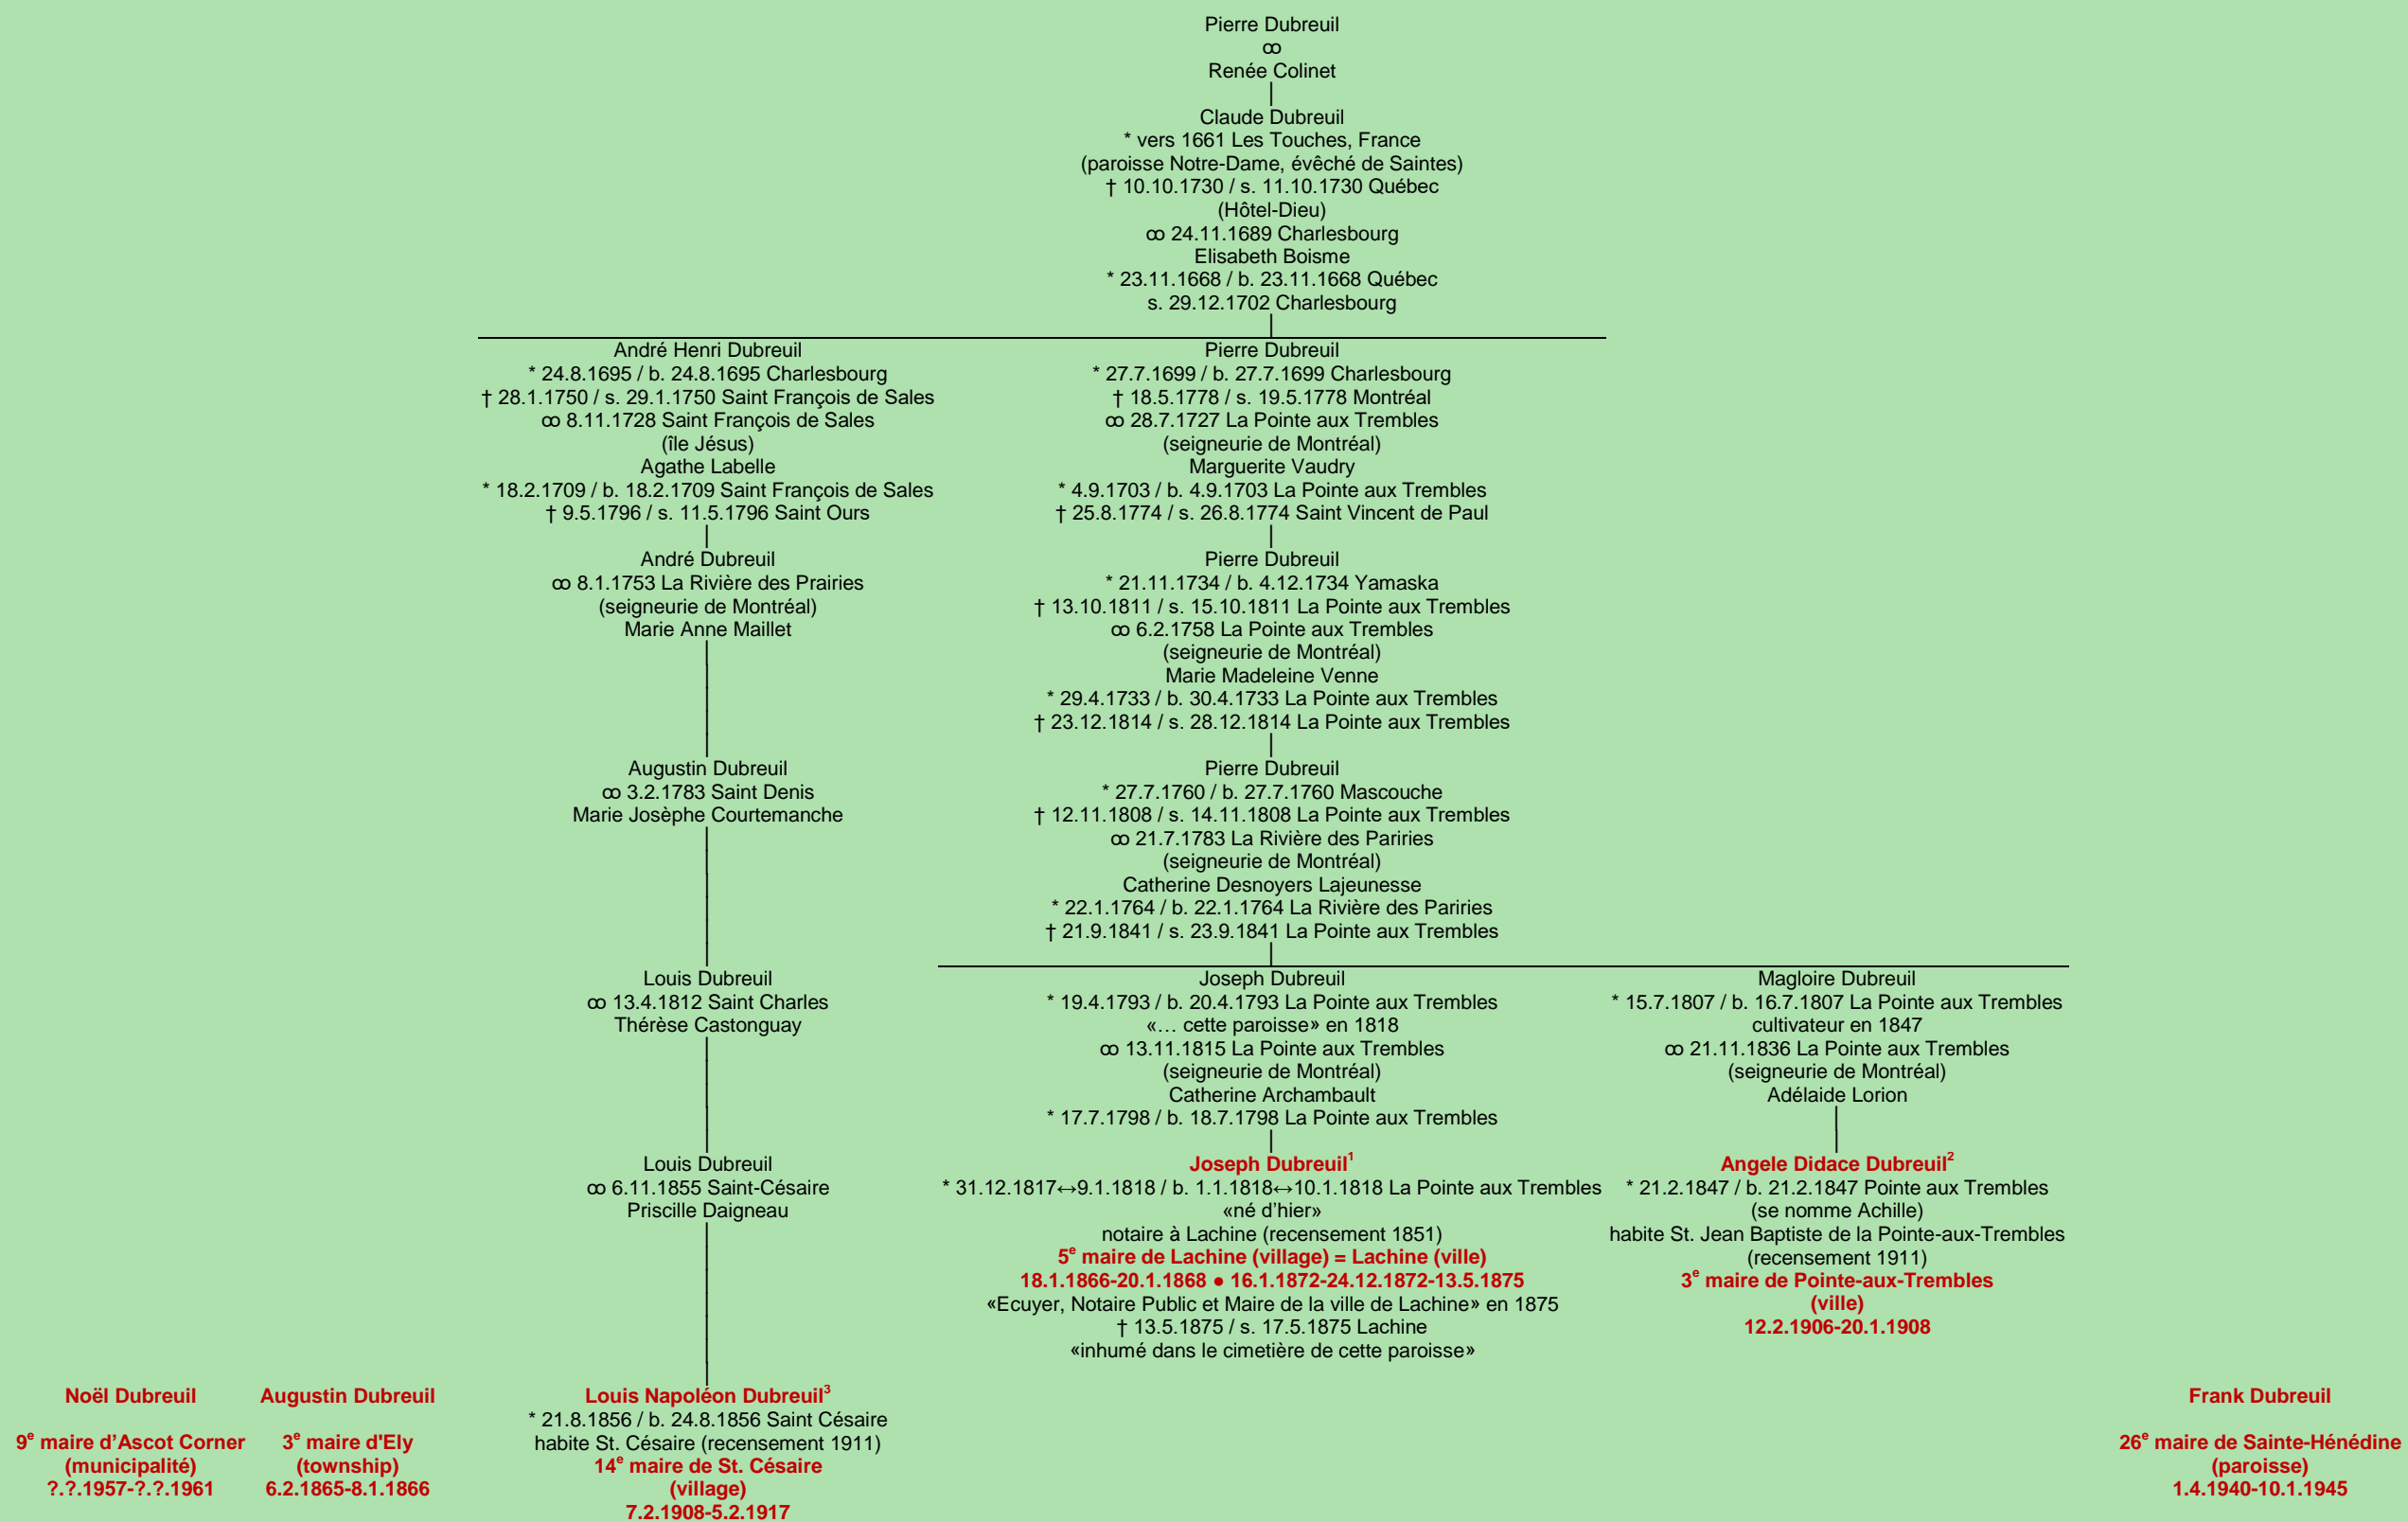 Pierre Dubreuil
ꝏ
Renée Colinet
Claude Dubreuil
* vers 1661 Les Touches, France
(paroisse Notre-Dame, évêché de Saintes)
† 10.10.1730 / s. 11.10.1730 Québec
(Hôtel-Dieu)
ꝏ 24.11.1689 Charlesbourg
Elisabeth Boisme
* 23.11.1668 / b. 23.11.1668 Québec
s. 29.12.1702 Charlesbourg
André Henri Dubreuil
* 24.8.1695 / b. 24.8.1695 Charlesbourg
† 28.1.1750 / s. 29.1.1750 Saint François de Sales
ꝏ 8.11.1728 Saint François de Sales
(île Jésus)
Agathe Labelle
* 18.2.1709 / b. 18.2.1709 Saint François de Sales
† 9.5.1796 / s. 11.5.1796 Saint Ours
Pierre Dubreuil
* 27.7.1699 / b. 27.7.1699 Charlesbourg
† 18.5.1778 / s. 19.5.1778 Montréal
ꝏ 28.7.1727 La Pointe aux Trembles
(seigneurie de Montréal)
Marguerite Vaudry
* 4.9.1703 / b. 4.9.1703 La Pointe aux Trembles
† 25.8.1774 / s. 26.8.1774 Saint Vincent de Paul
André Dubreuil
ꝏ 8.1.1753 La Rivière des Prairies
(seigneurie de Montréal)
Marie Anne Maillet
Pierre Dubreuil
* 21.11.1734 / b. 4.12.1734 Yamaska
† 13.10.1811 / s. 15.10.1811 La Pointe aux Trembles
ꝏ 6.2.1758 La Pointe aux Trembles
(seigneurie de Montréal)
Marie Madeleine Venne
* 29.4.1733 / b. 30.4.1733 La Pointe aux Trembles
† 23.12.1814 / s. 28.12.1814 La Pointe aux Trembles
Augustin Dubreuil
ꝏ 3.2.1783 Saint Denis
Marie Josèphe Courtemanche
Pierre Dubreuil
* 27.7.1760 / b. 27.7.1760 Mascouche
† 12.11.1808 / s. 14.11.1808 La Pointe aux Trembles
ꝏ 21.7.1783 La Rivière des Pariries
(seigneurie de Montréal)
Catherine Desnoyers Lajeunesse
* 22.1.1764 / b. 22.1.1764 La Rivière des Pariries
† 21.9.1841 / s. 23.9.1841 La Pointe aux Trembles
Louis Dubreuil
ꝏ 13.4.1812 Saint Charles
Thérèse Castonguay
Joseph Dubreuil
* 19.4.1793 / b. 20.4.1793 La Pointe aux Trembles
«… cette paroisse» en 1818
ꝏ 13.11.1815 La Pointe aux Trembles
(seigneurie de Montréal)
Catherine Archambault
* 17.7.1798 / b. 18.7.1798 La Pointe aux Trembles
Magloire Dubreuil
* 15.7.1807 / b. 16.7.1807 La Pointe aux Trembles
cultivateur en 1847
ꝏ 21.11.1836 La Pointe aux Trembles
(seigneurie de Montréal)
Adélaide Lorion
Louis Dubreuil
ꝏ 6.11.1855 Saint-Césaire
Priscille Daigneau
Joseph Dubreuil¹
* 31.12.1817↔9.1.1818 / b. 1.1.1818↔10.1.1818 La Pointe aux Trembles
«né d’hier»
notaire à Lachine (recensement 1851)
5ᵉ maire de Lachine (village) = Lachine (ville)
18.1.1866-20.1.1868 ● 16.1.1872-24.12.1872-13.5.1875
«Ecuyer, Notaire Public et Maire de la ville de Lachine» en 1875
† 13.5.1875 / s. 17.5.1875 Lachine
«inhumé dans le cimetière de cette paroisse»
Angele Didace Dubreuil²
* 21.2.1847 / b. 21.2.1847 Pointe aux Trembles
(se nomme Achille)
habite St. Jean Baptiste de la Pointe-aux-Trembles
(recensement 1911)
3ᵉ maire de Pointe-aux-Trembles
(ville)
12.2.1906-20.1.1908
Noël Dubreuil
9ᵉ maire d’Ascot Corner
(municipalité)
?.?.1957-?.?.1961
Augustin Dubreuil
3ᵉ maire d'Ely
(township)
6.2.1865-8.1.1866
Louis Napoléon Dubreuil³
* 21.8.1856 / b. 24.8.1856 Saint Césaire
habite St. Césaire (recensement 1911)
14ᵉ maire de St. Césaire
(village)
7.2.1908-5.2.1917
Frank Dubreuil
26ᵉ maire de Sainte-Hénédine
(paroisse)
1.4.1940-10.1.1945